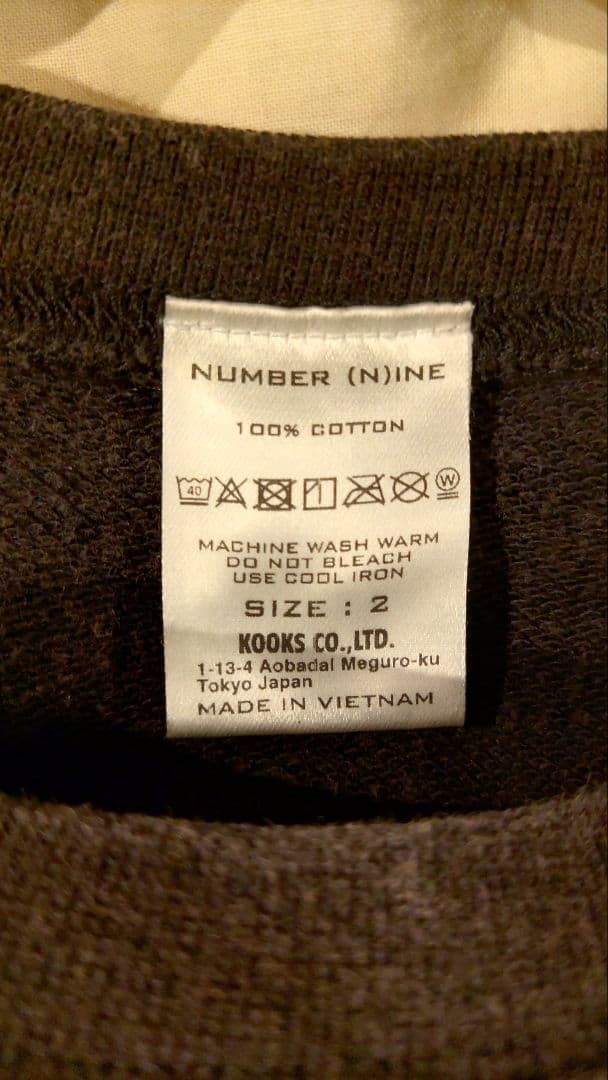 NUMBER (N)INE
100% COTTON
40 W
MACHINE WASH WARM
DO NOT BLEACH
USE COOL IRON
SIZE : 2
KOOKS CO.,LTD.
1-13-4 Aobadai Meguro-ku
Tokyo Japan
MADE IN VIETNAM